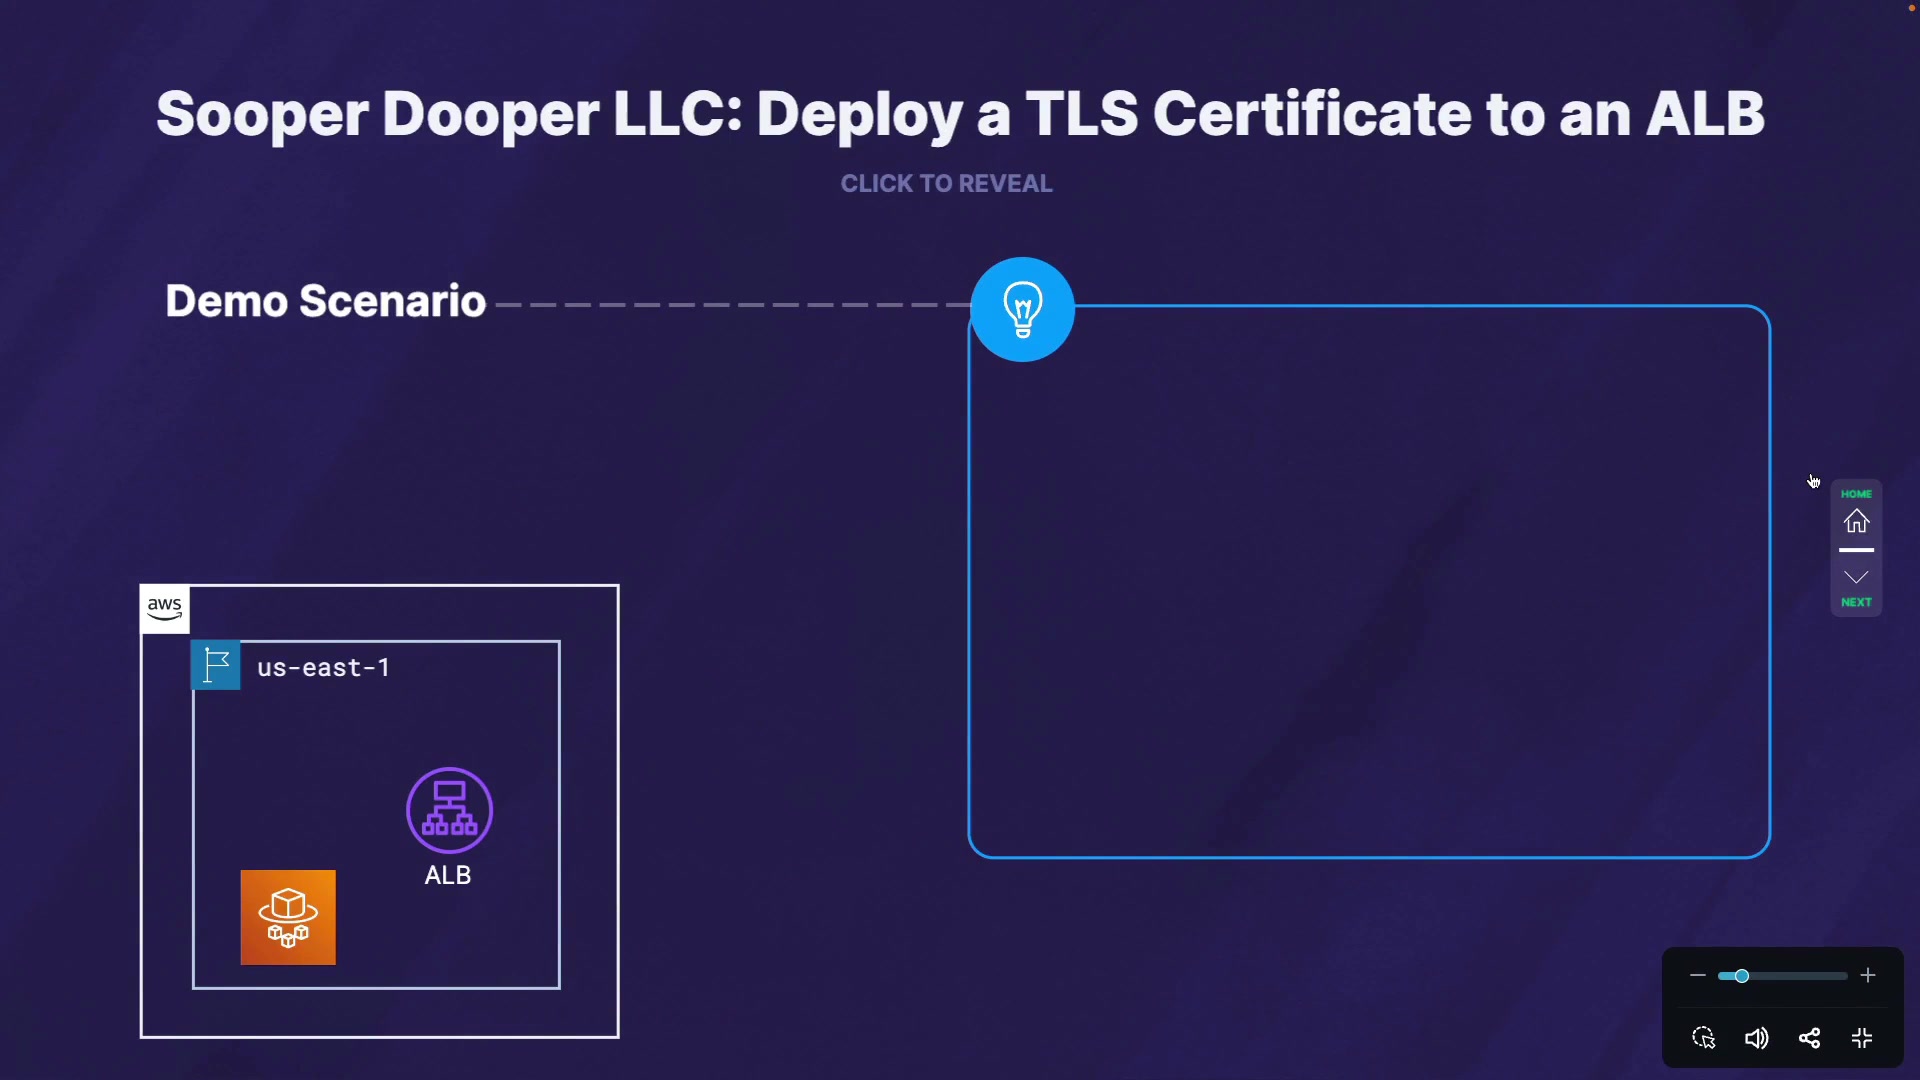 Sooper Dooper LLC: Deploy a TLS Certificate to an ALB
CLICK TO REVEAL
Demo Scenario
HOME
NEXT
aws
us-east-1
ALB